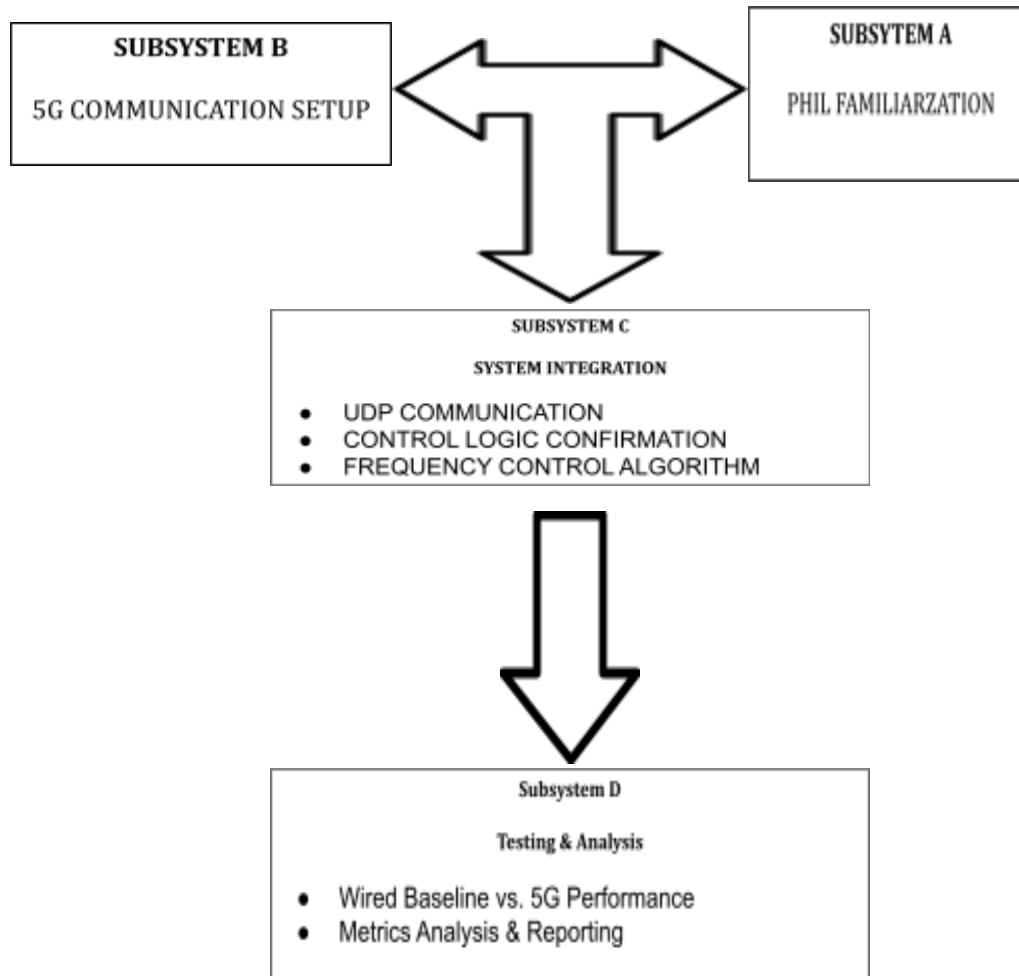 SUBSYSTEM B
5G COMMUNICATION SETUP
SUBSYTEM A
PHIL FAMILIARZATION
SUBSYSTEM C
SYSTEM INTEGRATION
● UDP COMMUNICATION
● CONTROL LOGIC CONFIRMATION
● FREQUENCY CONTROL ALGORITHM
Subsystem D
Testing & Analysis
● Wired Baseline vs. 5G Performance
● Metrics Analysis & Reporting